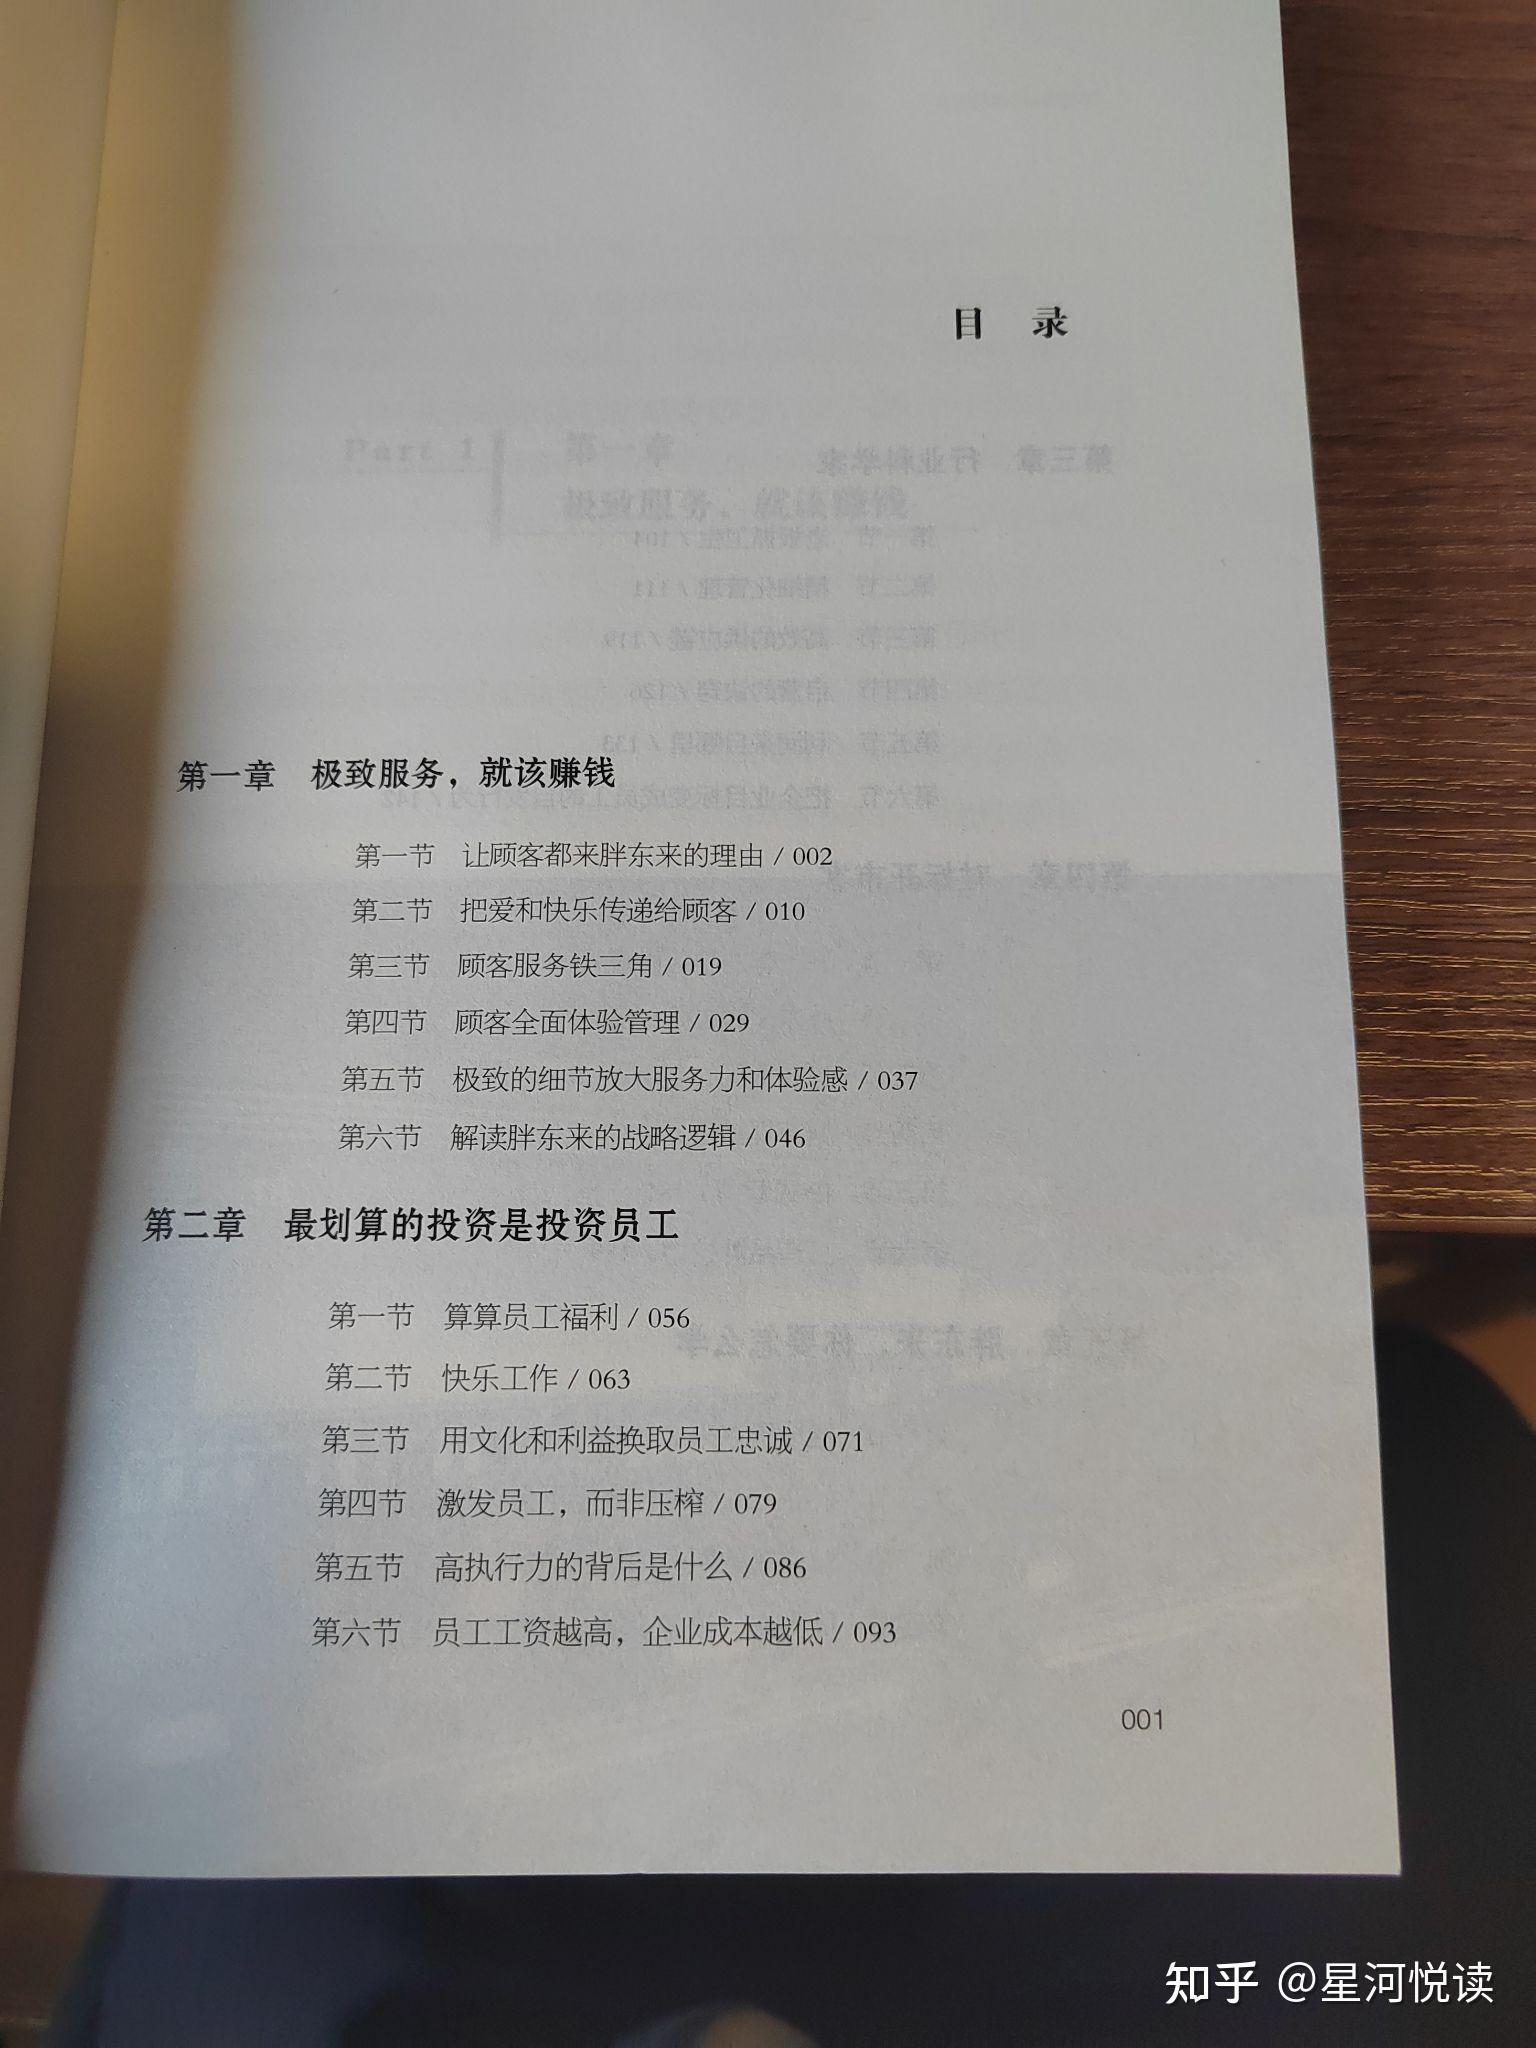 目 录
第一章 极致服务，就该赚钱
第一节 让顾客都来胖东来的理由 / 002
第二节 把爱和快乐传递给顾客 / 010
第三节 顾客服务铁三角 / 019
第四节 顾客全面体验管理 / 029
第五节 极致的细节放大服务力和体验感 / 037
第六节 解读胖东来的战略逻辑 / 046
第二章 最划算的投资是投资员工
第一节 算算员工福利 / 056
第二节 快乐工作 / 063
第三节 用文化和利益换取员工忠诚 / 071
第四节 激发员工，而非压榨 / 079
第五节 高执行力的背后是什么 / 086
第六节 员工工资越高，企业成本越低 / 093
001
知乎 @星河悦读